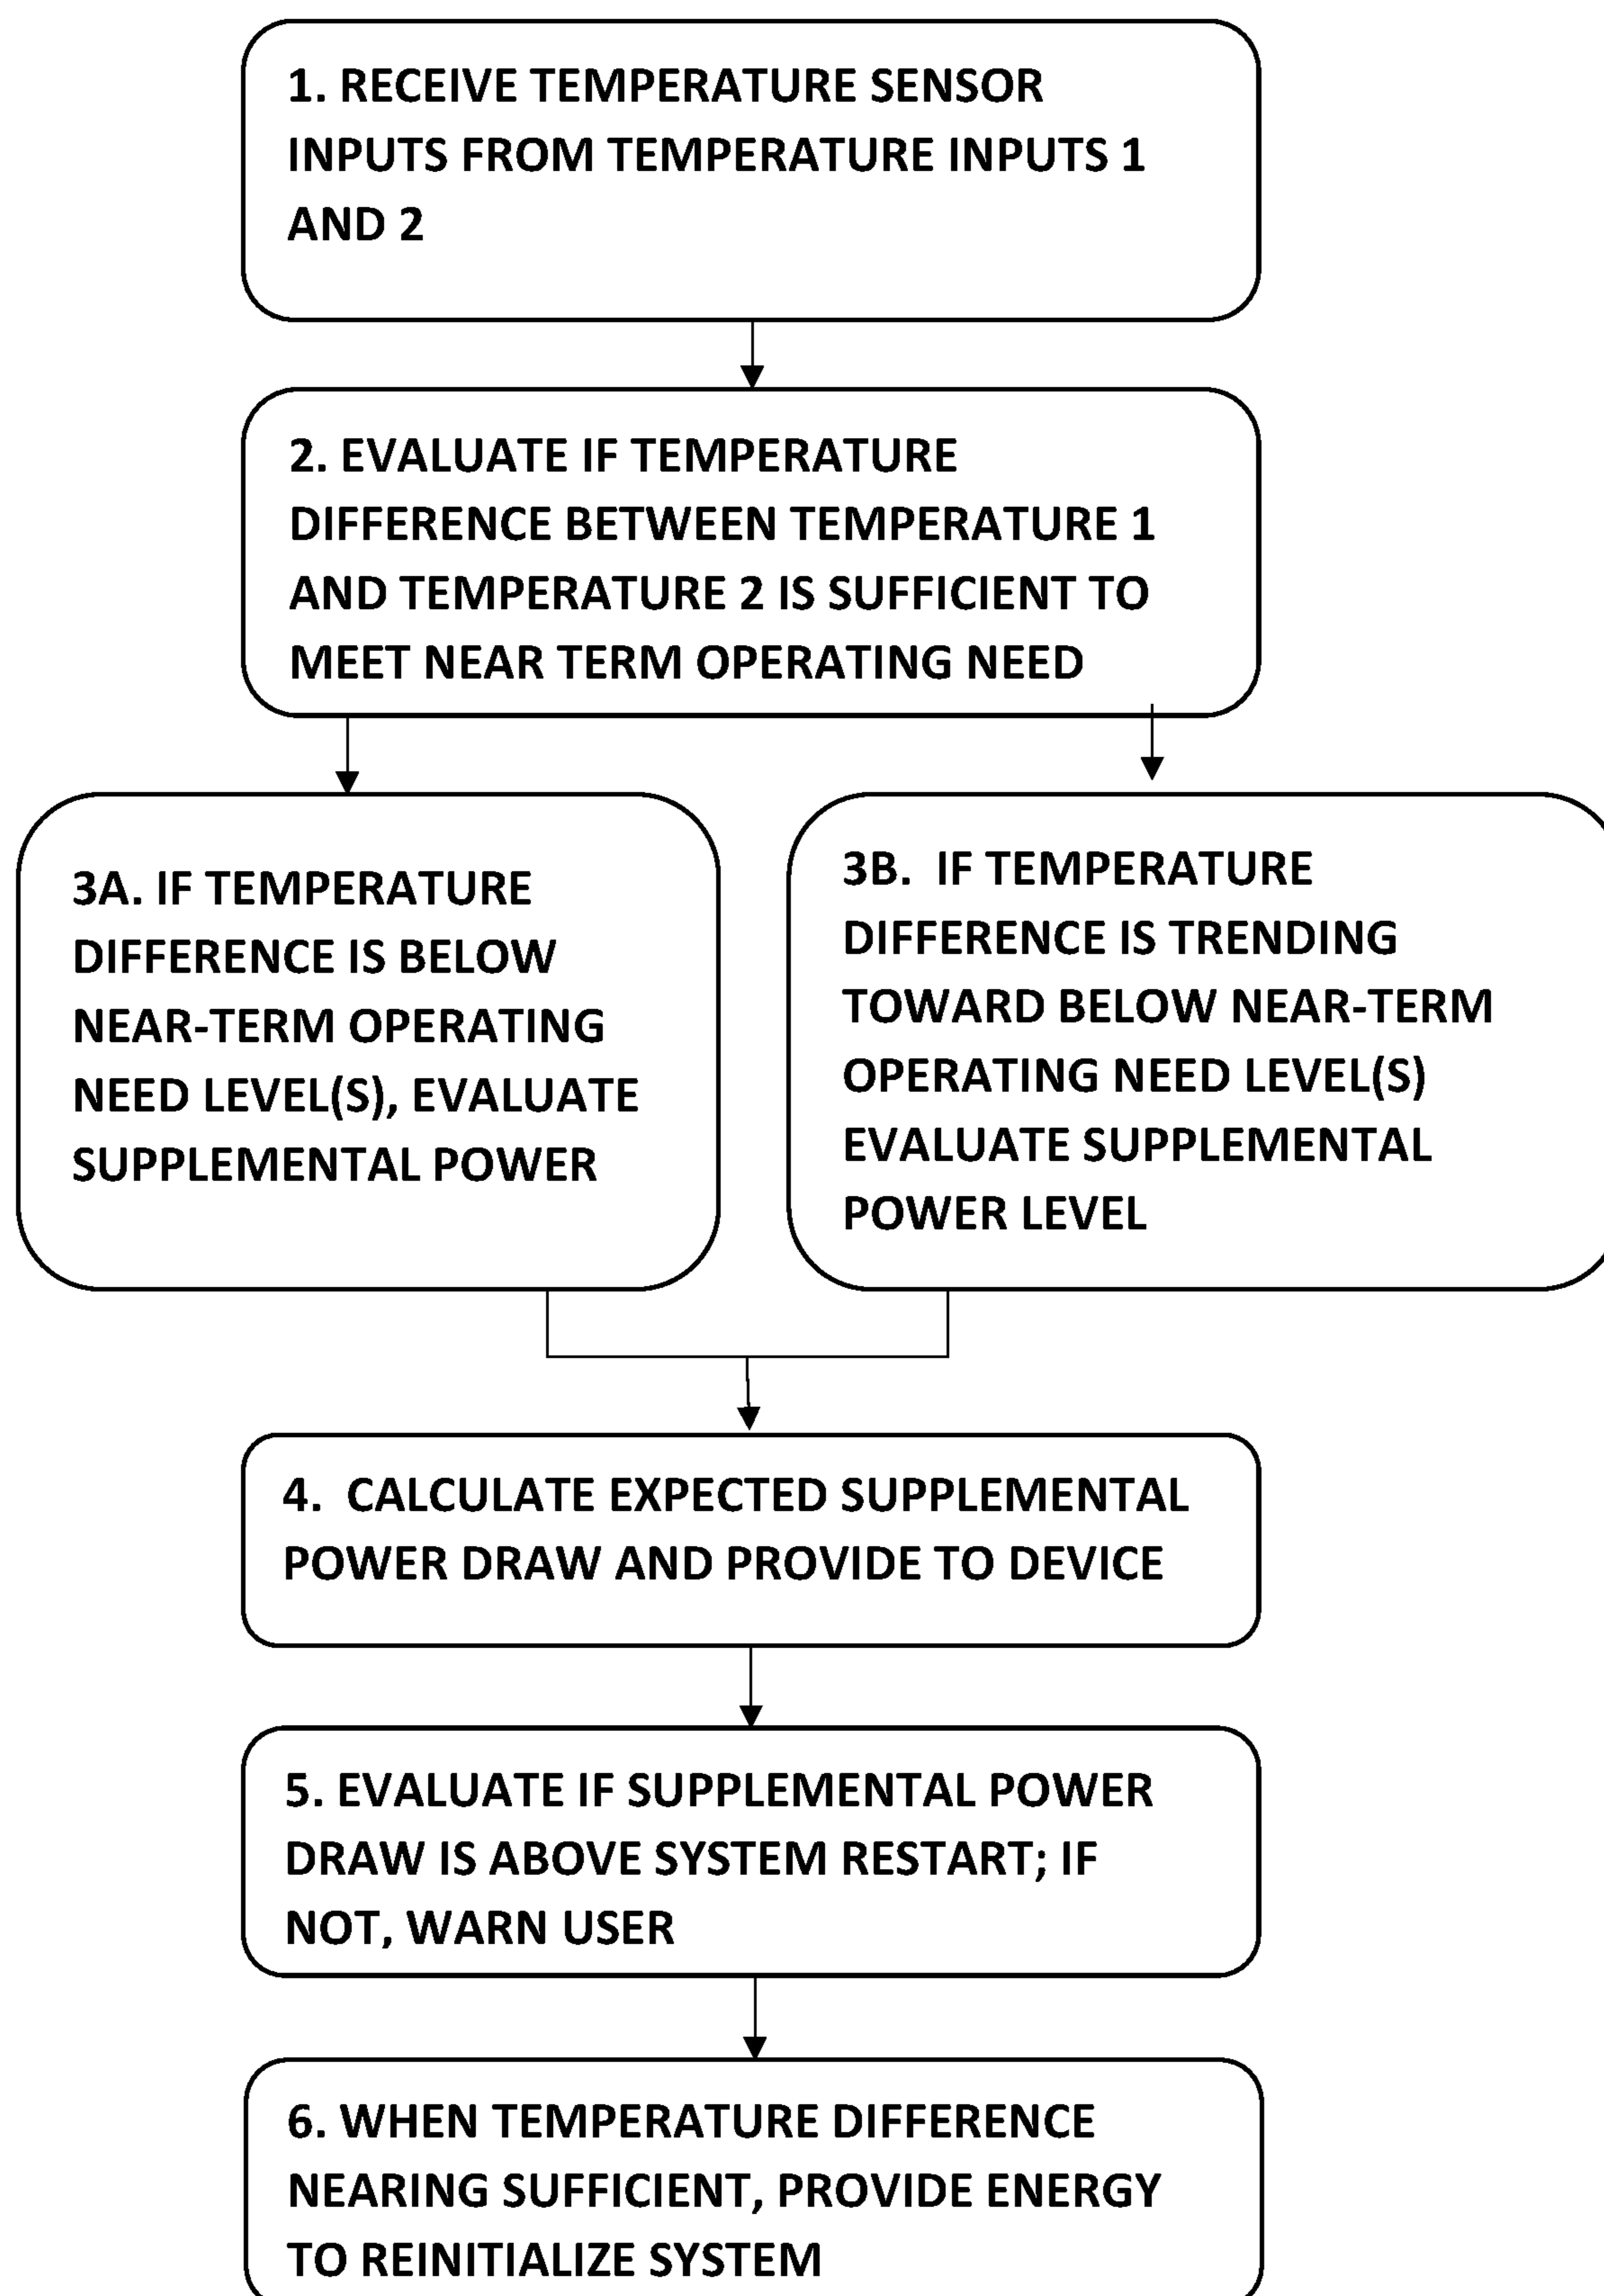 1. RECEIVE TEMPERATURE SENSOR
INPUTS FROM TEMPERATURE INPUTS 1
AND 2
2. EVALUATE IF TEMPERATURE
DIFFERENCE BETWEEN TEMPERATURE 1
AND TEMPERATURE 2 IS SUFFICIENT TO
MEET NEAR TERM OPERATING NEED
3A. IF TEMPERATURE
DIFFERENCE IS BELOW
NEAR-TERM OPERATING
NEED LEVEL(S), EVALUATE
SUPPLEMENTAL POWER
3B.  IF TEMPERATURE
DIFFERENCE IS TRENDING
TOWARD BELOW NEAR-TERM
OPERATING NEED LEVEL(S)
EVALUATE SUPPLEMENTAL
POWER LEVEL
4.  CALCULATE EXPECTED SUPPLEMENTAL
POWER DRAW AND PROVIDE TO DEVICE
5. EVALUATE IF SUPPLEMENTAL POWER
DRAW IS ABOVE SYSTEM RESTART; IF
NOT, WARN USER
6. WHEN TEMPERATURE DIFFERENCE
NEARING SUFFICIENT, PROVIDE ENERGY
TO REINITIALIZE SYSTEM